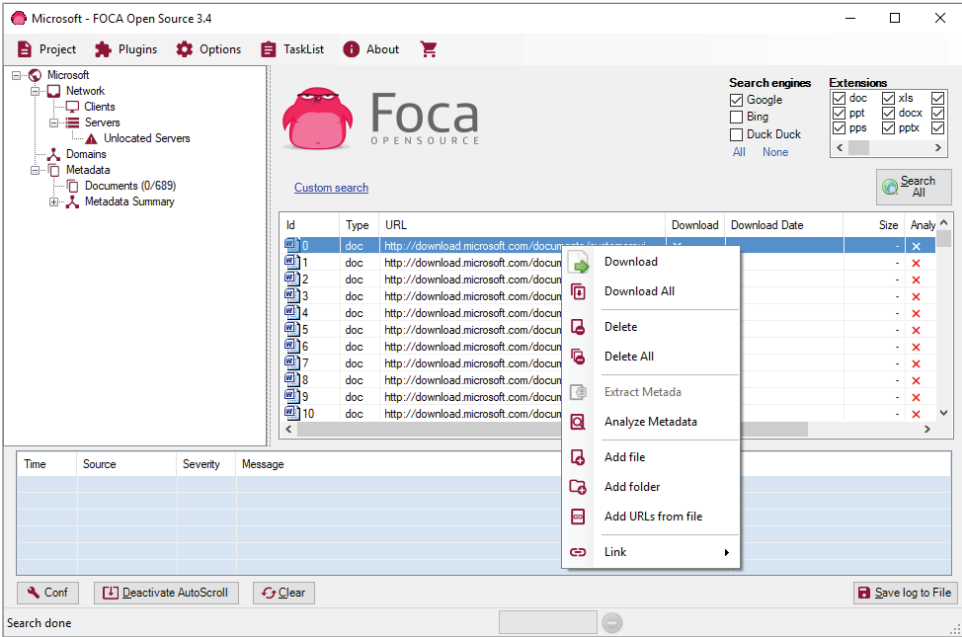 Microsoft - FOCA Open Source 3.4
Project Plugins Options TaskList About
Microsoft
Network
Clients
Servers
Unlocated Servers
Domains
Metadata
Documents (0/689)
Metadata Summary
Foca
OPENSOURCE
Search engines
Google
Bing
Duck Duck
All None
Extensions
doc xls
ppt docx
pps pptx
Custom search
Search All
Id Type URL Download Download Date Size Analy
0 doc http://download.microsoft.com/documents/customerevi - x
1 doc http://download.microsoft.com/docum - x
2 doc http://download.microsoft.com/docum - x
3 doc http://download.microsoft.com/docum - x
4 doc http://download.microsoft.com/docum - x
5 doc http://download.microsoft.com/docum - x
6 doc http://download.microsoft.com/docum - x
7 doc http://download.microsoft.com/docum - x
8 doc http://download.microsoft.com/docum - x
9 doc http://download.microsoft.com/docum - x
10 doc http://download.microsoft.com/docum - x
Download
Download All
Delete
Delete All
Extract Metada
Analyze Metadata
Add file
Add folder
Add URLs from file
Link
Time Source Severity Message
Conf Deactivate AutoScroll Clear Save log to File
Search done